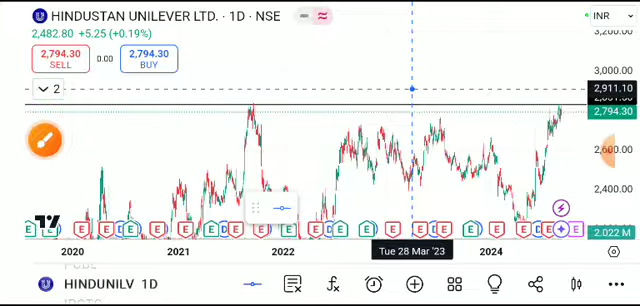 HINDUSTAN UNILEVER LTD. · 1D · NSE
INR
2,482.80 +5.25 (+0.19%)
3,200.00
2,794.30
SELL
0.00
2,794.30
BUY
3,000.00
2
2,911.10
2,794.30
2,600.00
2,400.00
E E D E E D E D E E D E E D E E D E E D E E
2.022 M
2020 2021 2022 Tue 28 Mar '23 2024
HINDUNILV 1D